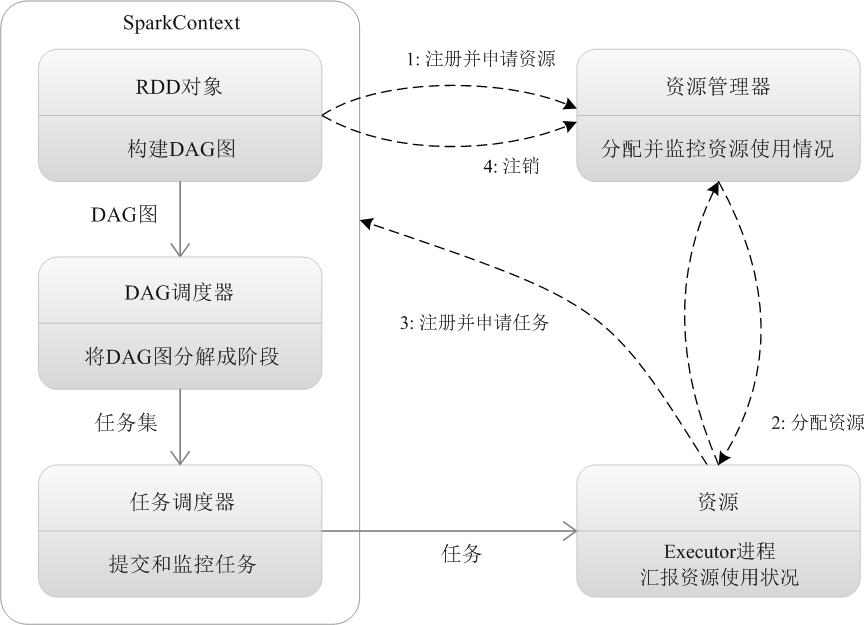 SparkContext
RDD对象
构建DAG图
DAG图
DAG调度器
将DAG图分解成阶段
任务集
任务调度器
提交和监控任务
1: 注册并申请资源
4: 注销
资源管理器
分配并监控资源使用情况
3: 注册并申请任务
2: 分配资源
任务
资源
Executor进程
汇报资源使用状况